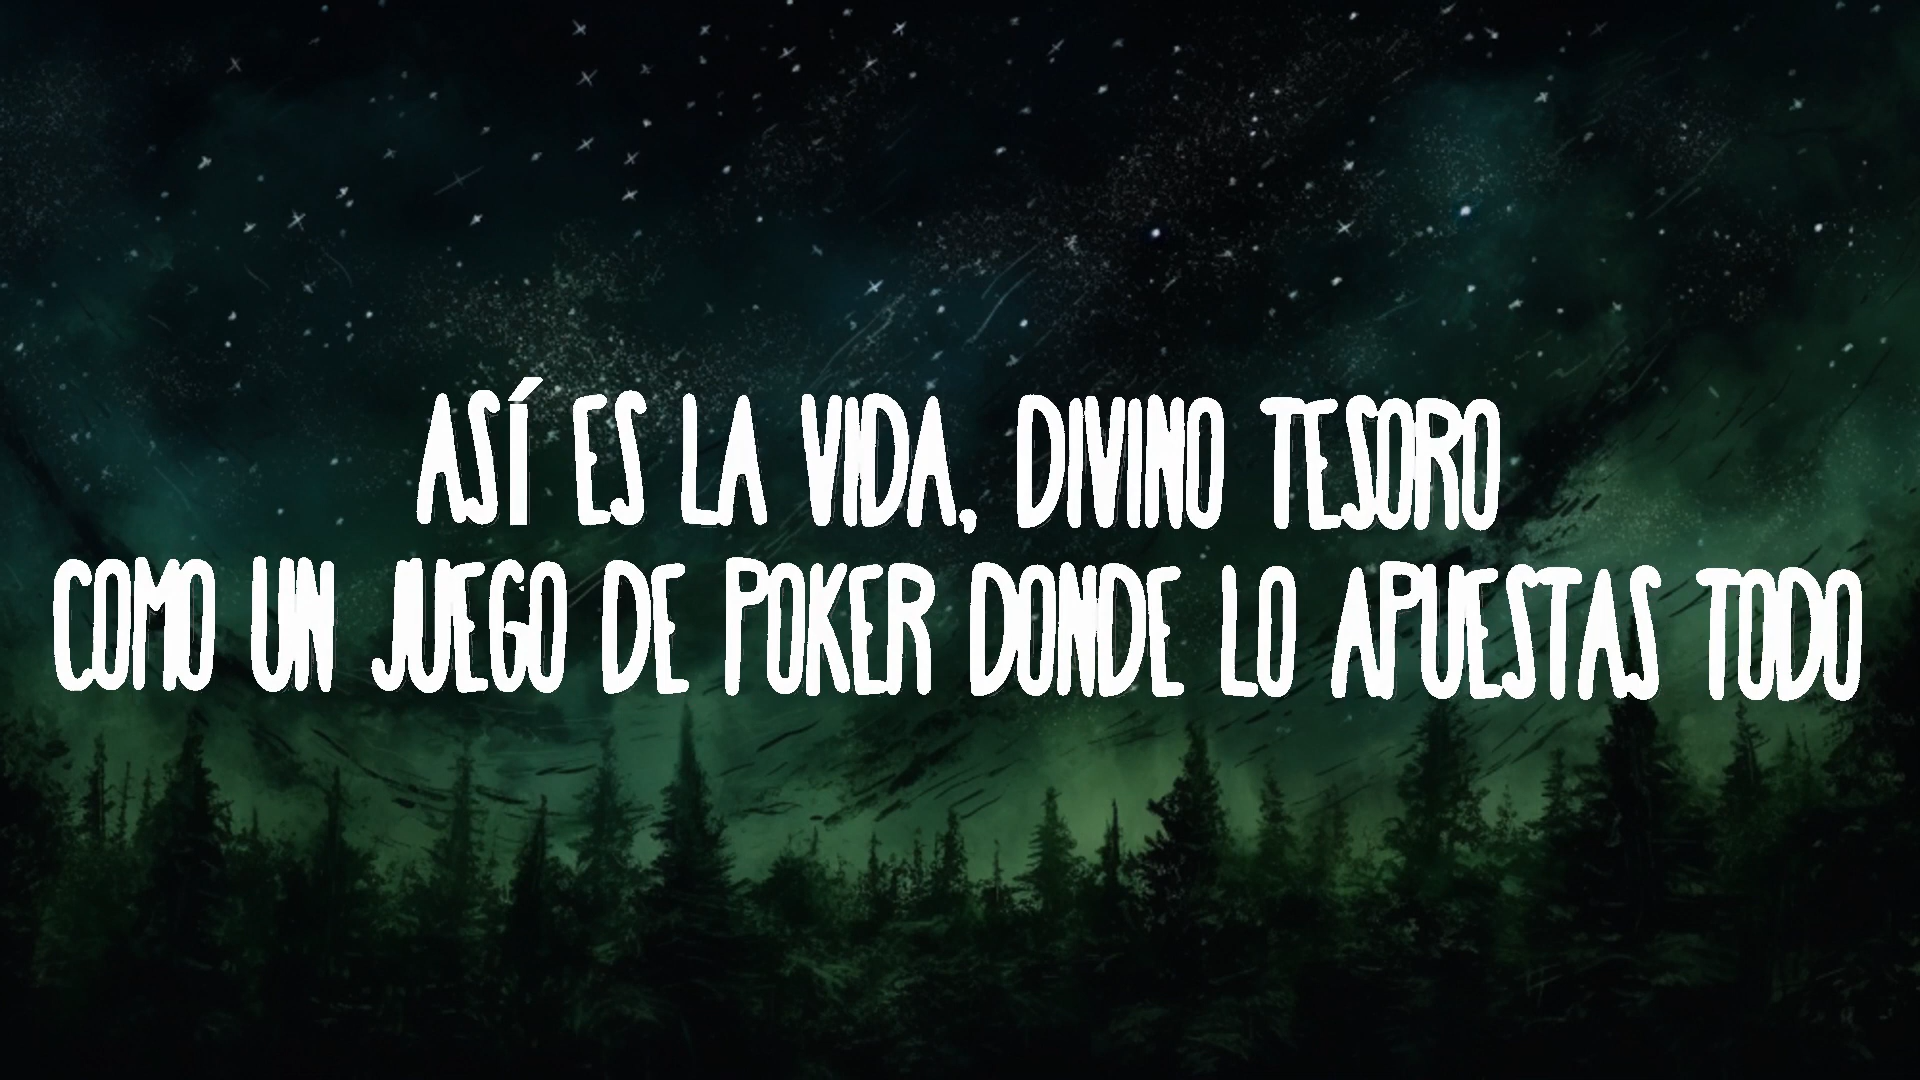 ASÍ ES LA VIDA, DIVINO TESORO
COMO UN JUEGO DE POKER DONDE LO APUESTAS TODO